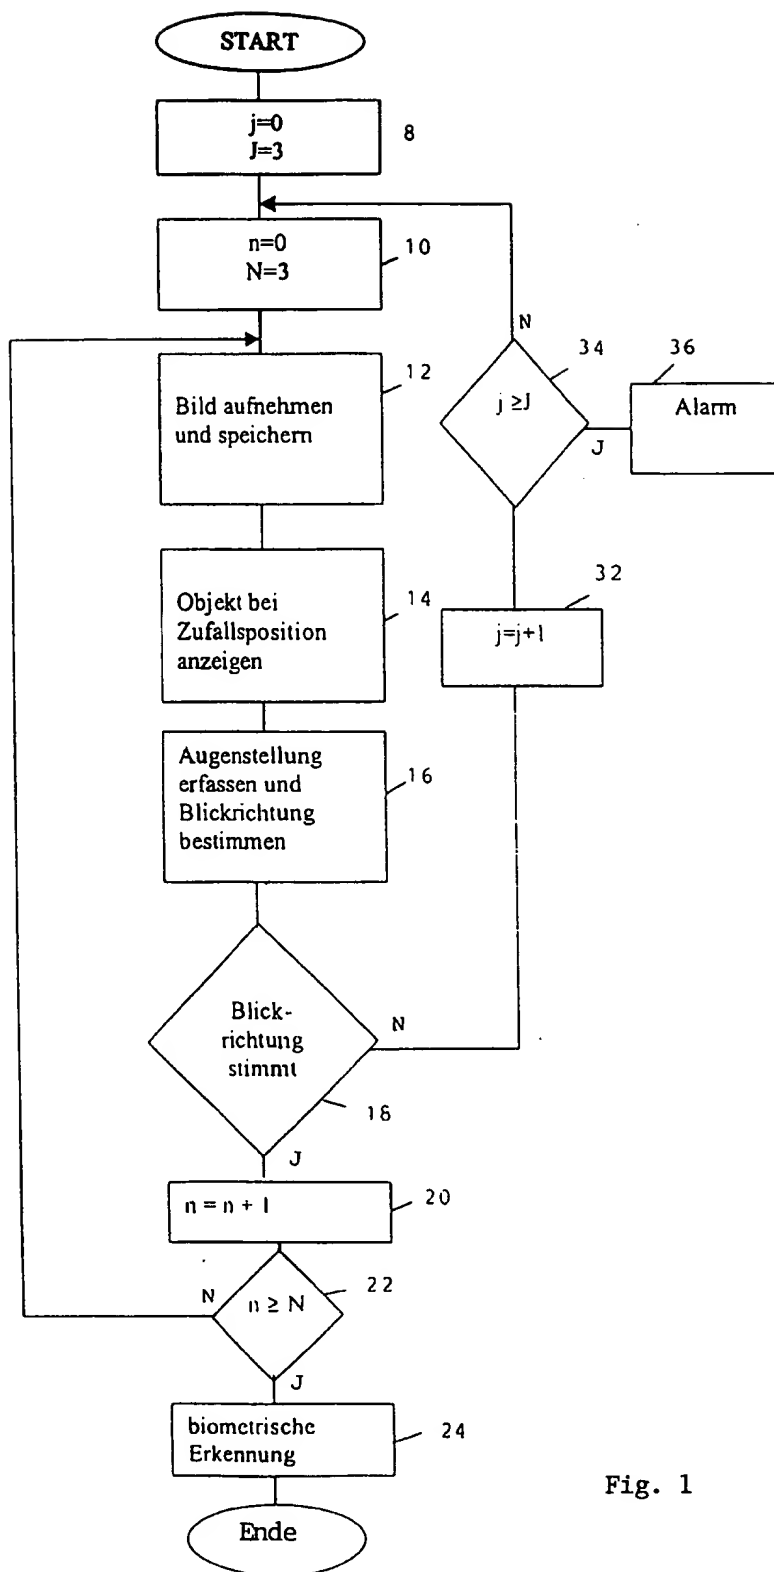 START
j=0
J=3
8
n=0
N=3
10
N
34
36
12
Bild aufnehmen
und speichern
j ≥J
Alarm
J
32
Objekt bei
Zufallsposition
anzeigen
14
j=j+1
Augenstellung
erfassen und
Blickrichtung
bestimmen
16
Blick-
richtung
stimmt
N
18
J
n = n + 1
20
N
n ≥ N
22
J
biometrische
Erkennung
24
Fig. 1
Ende